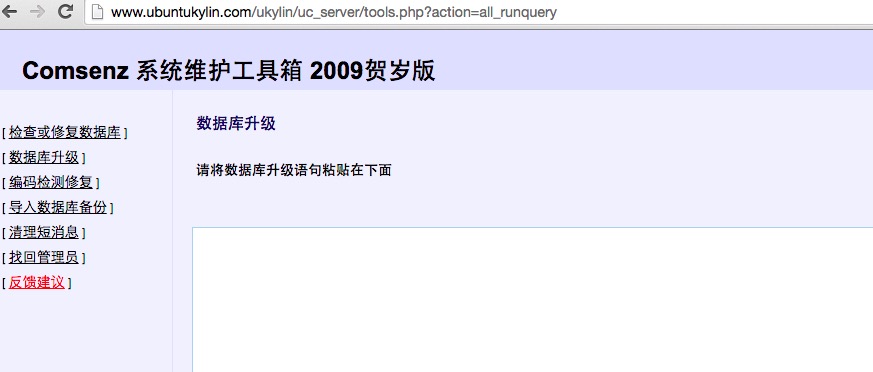 www.ubuntukylin.com/ukylin/uc_server/tools.php?action=all_runquery
Comsenz 系统维护工具箱 2009贺岁版
[ 检查或修复数据库 ]
[ 数据库升级 ]
[ 编码检测修复 ]
[ 导入数据库备份 ]
[ 清理短消息 ]
[ 找回管理员 ]
[ 反馈建议 ]
数据库升级
请将数据库升级语句粘贴在下面